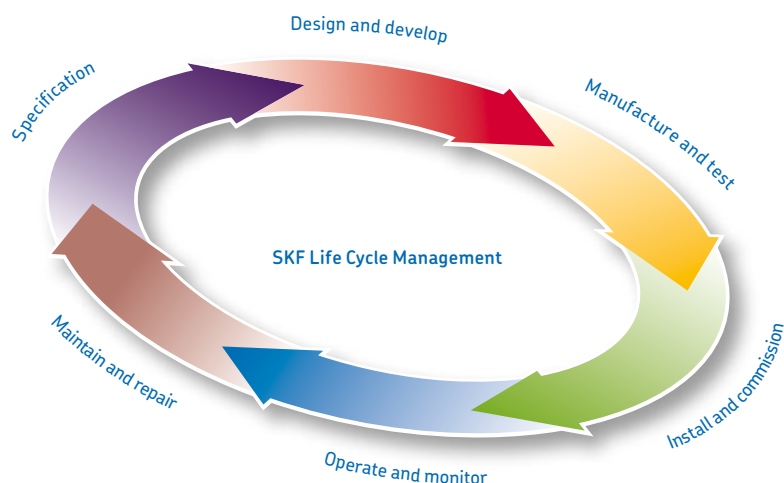 Design and develop
Specification
Manufacture and test
SKF Life Cycle Management
Maintain and repair
Install and commission
Operate and monitor